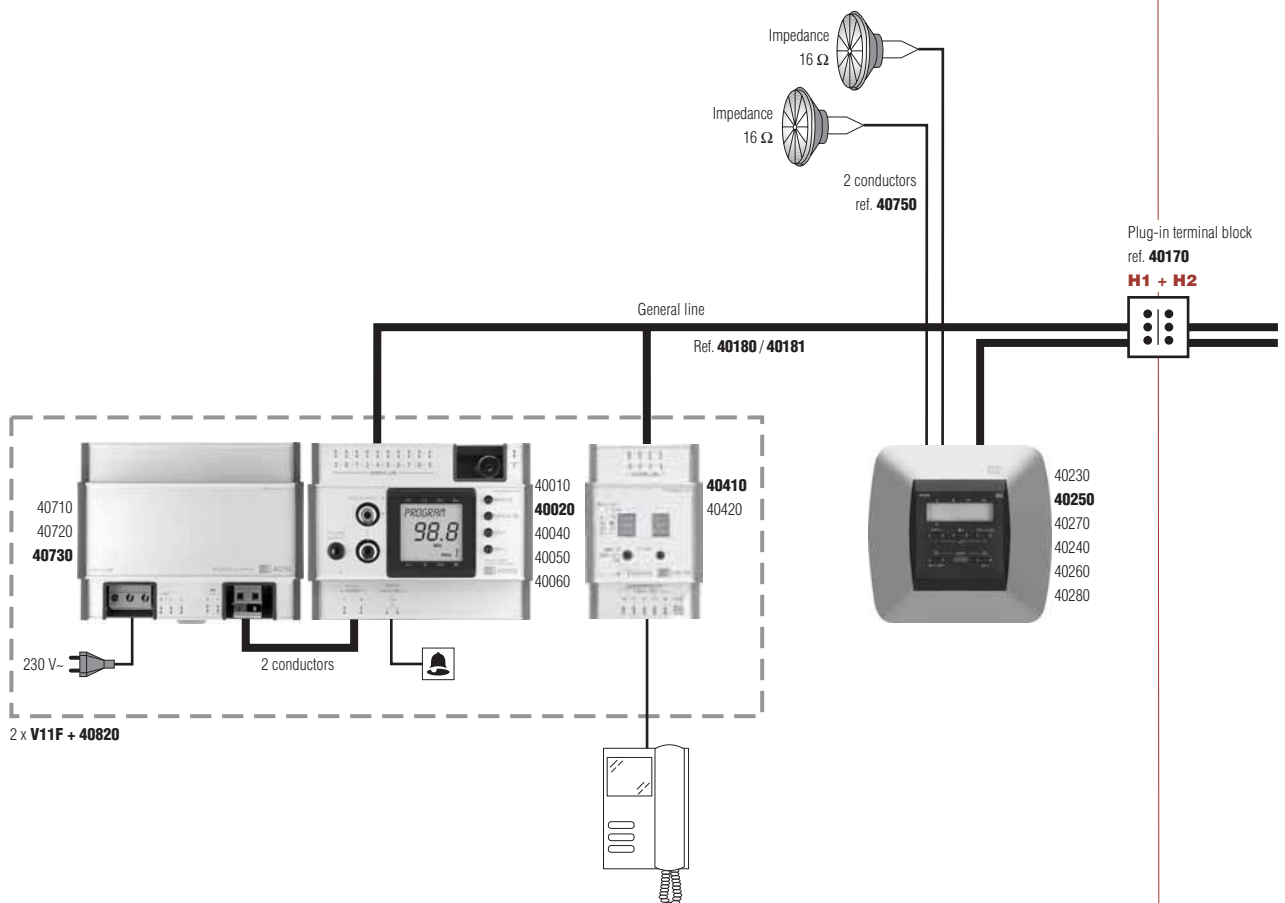 Impedance
16 Ω
Impedance
16 Ω
2 conductors
ref. 40750
Plug-in terminal block
ref. 40170
H1 + H2
General line
Ref. 40180 / 40181
40710
40720
40730
PROGRAM
98.8
40010
40020
40040
40050
40060
40410
40420
40230
40250
40270
40240
40260
40280
230 V~
2 conductors
2 x V11F + 40820